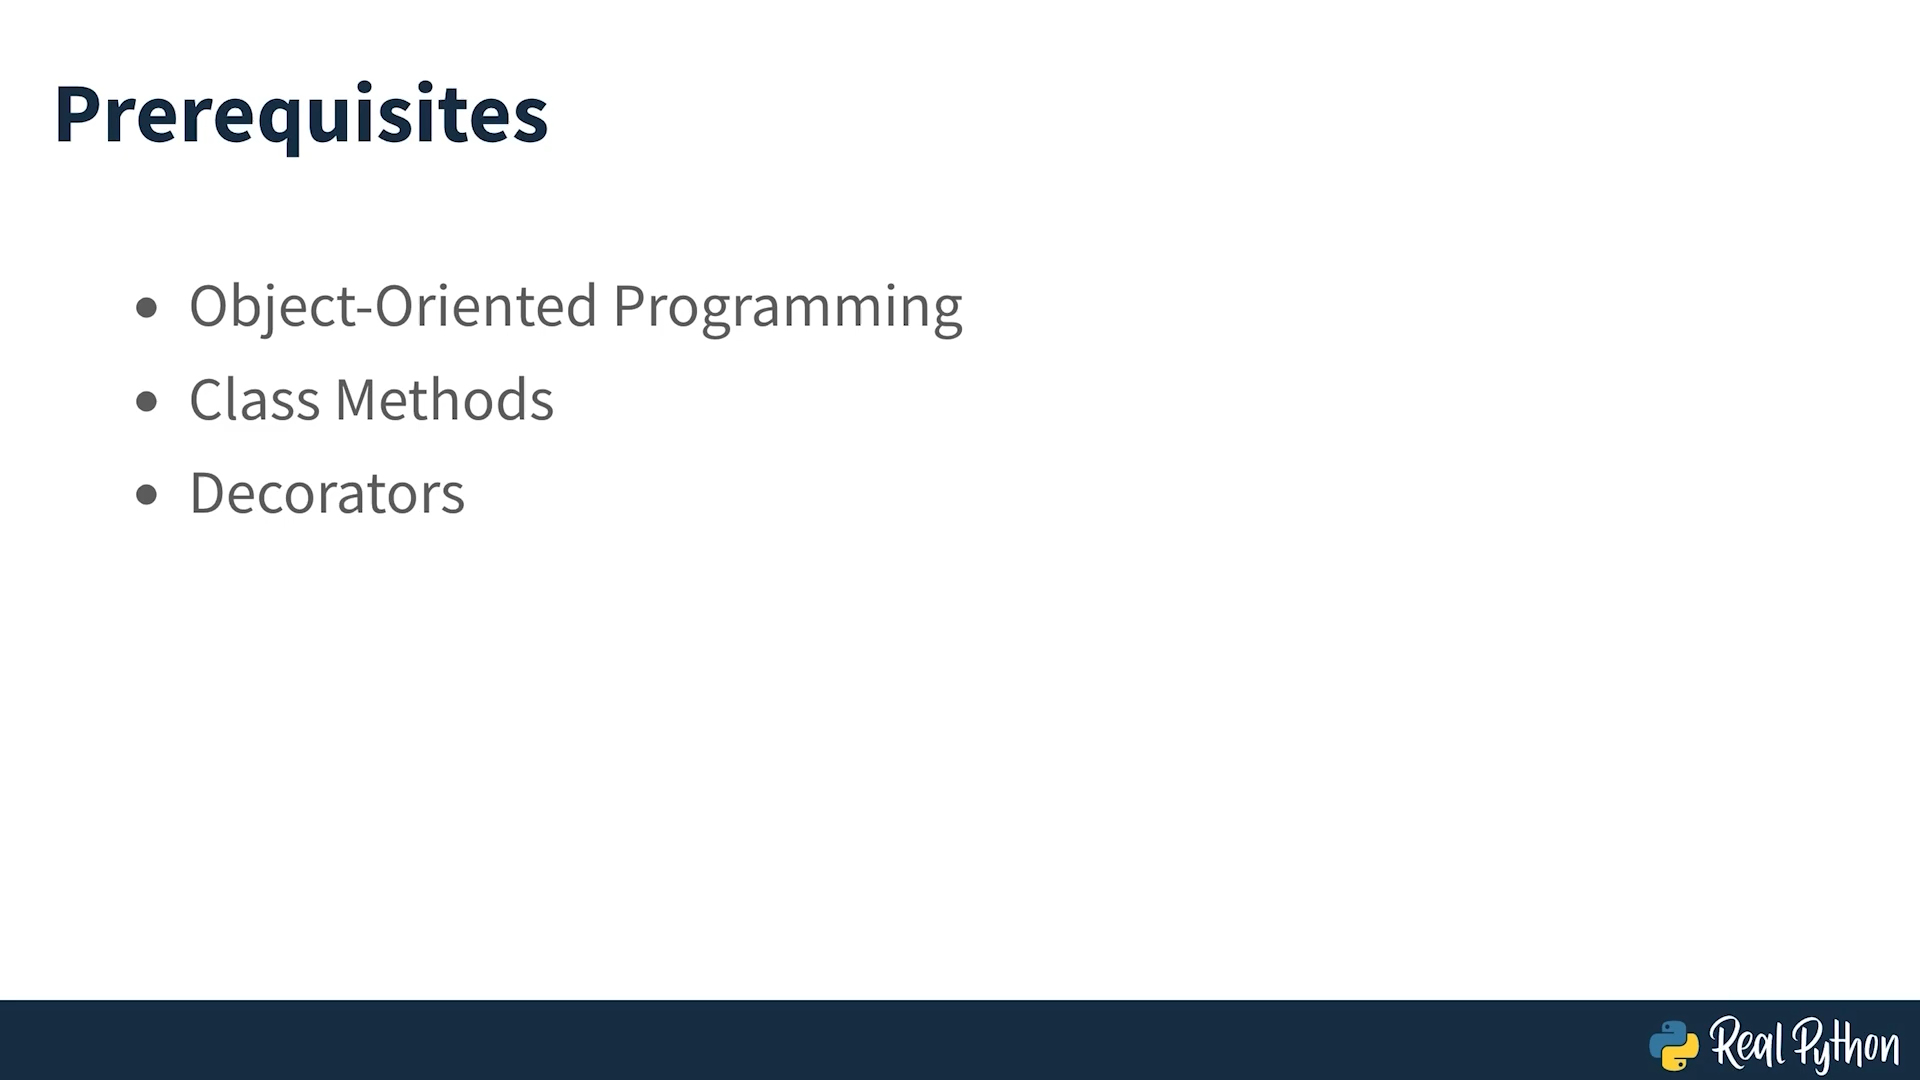 Prerequisites
Object-Oriented Programming
Class Methods
Decorators
Real Python